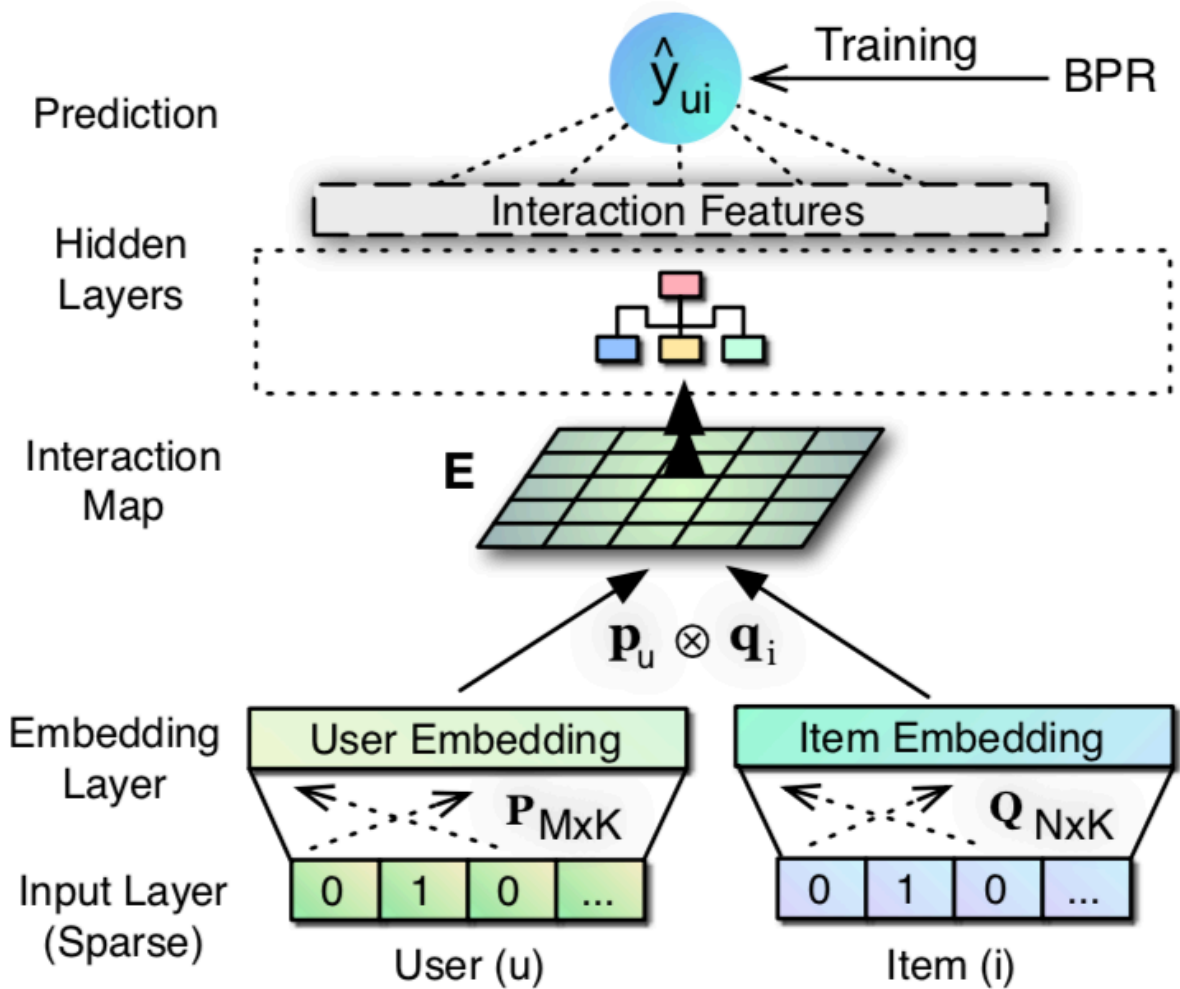 Training
BPR
ŷui
Prediction
Interaction Features
Hidden
Layers
Interaction
Map
E
pu ⊗ qi
Embedding
Layer
User Embedding
Item Embedding
PMxK
QNxK
Input Layer
(Sparse)
0 1 0 ...
0 1 0 ...
User (u)
Item (i)